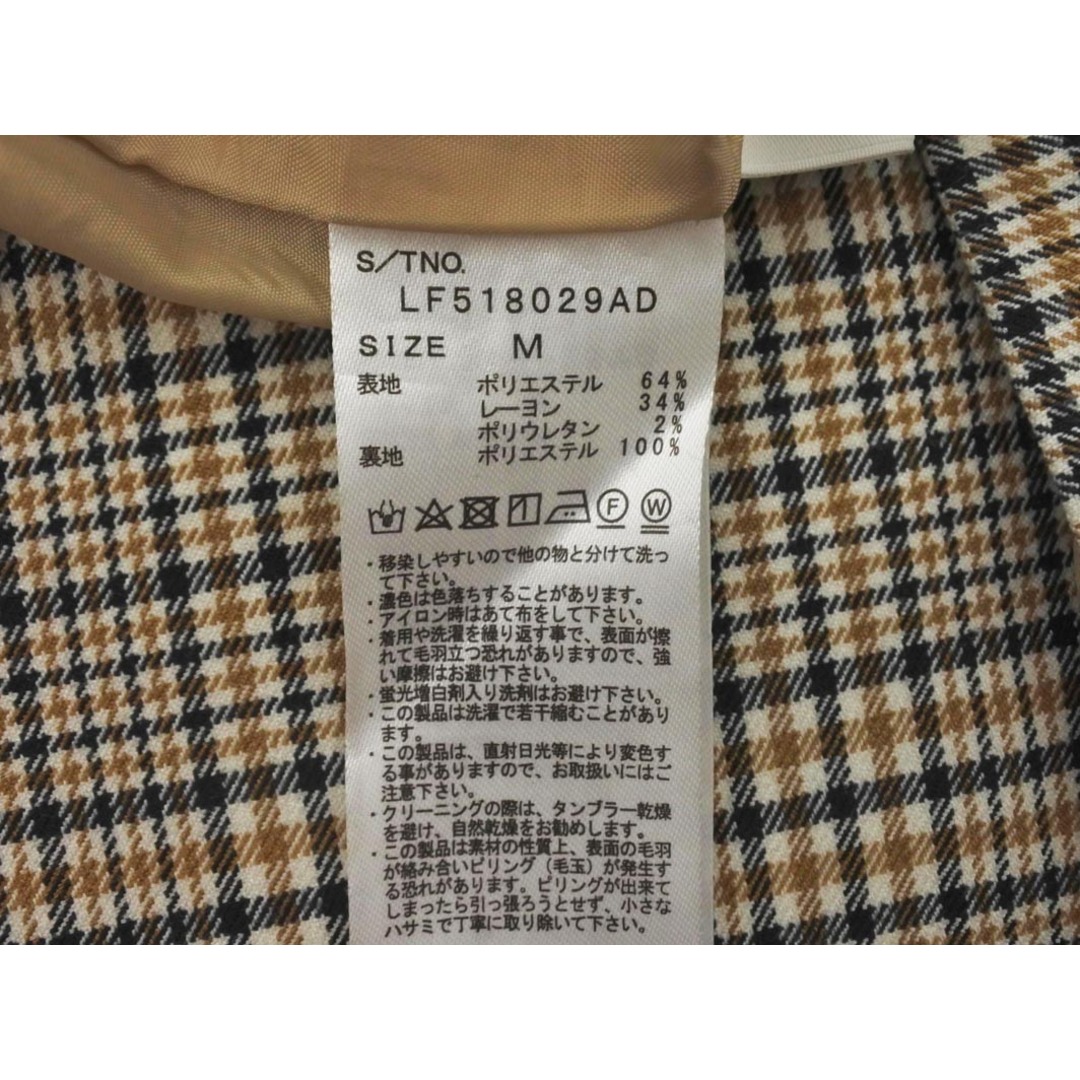 S/TNO.
LF518029AD
SIZE M
表地 ポリエステル 64%
レーヨン 34%
ポリウレタン 2%
裏地 ポリエステル 100%
F W
・移染しやすいので他の物と分けて洗っ
て下さい。
・濃色は色落ちすることがあります。
・アイロン時はあて布をして下さい。
・着用や洗濯を繰り返す事で、表面が擦
れて毛羽立つ恐れがありますので、強
い摩擦はお避け下さい。
・蛍光増白剤入り洗剤はお避け下さい。
・この製品は洗濯で若干縮むことがあり
ます。
・この製品は、直射日光等により変色す
る事がありますので、お取扱いにはご
注意下さい。
・クリーニングの際は、タンブラー乾燥
を避け、自然乾燥をお勧めします。
・この製品は素材の性質上、表面の毛羽
が絡み合いピリング(毛玉)が発生す
る恐れがあります。ピリングが出来て
しまったら引っ張ろうとせず、小さな
ハサミで丁寧に取り除いて下さい。